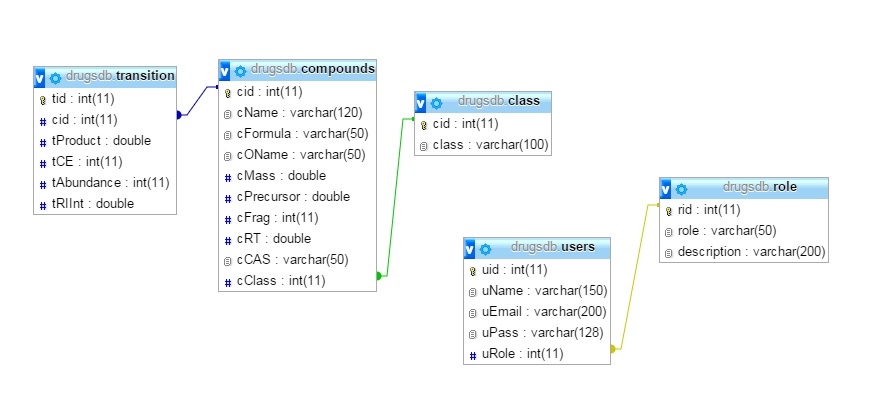 drugsdb.transition
tid : int(11)
cid : int(11)
tProduct : double
tCE : int(11)
tAbundance : int(11)
tRIInt : double
drugsdb.compounds
cid : int(11)
cName : varchar(120)
cFormula : varchar(50)
cOName : varchar(50)
cMass : double
cPrecursor : double
cFrag : int(11)
cRT : double
cCAS : varchar(50)
cClass : int(11)
drugsdb.class
cid : int(11)
class : varchar(100)
drugsdb.users
uid : int(11)
uName : varchar(150)
uEmail : varchar(200)
uPass : varchar(128)
uRole : int(11)
drugsdb.role
rid : int(11)
role : varchar(50)
description : varchar(200)